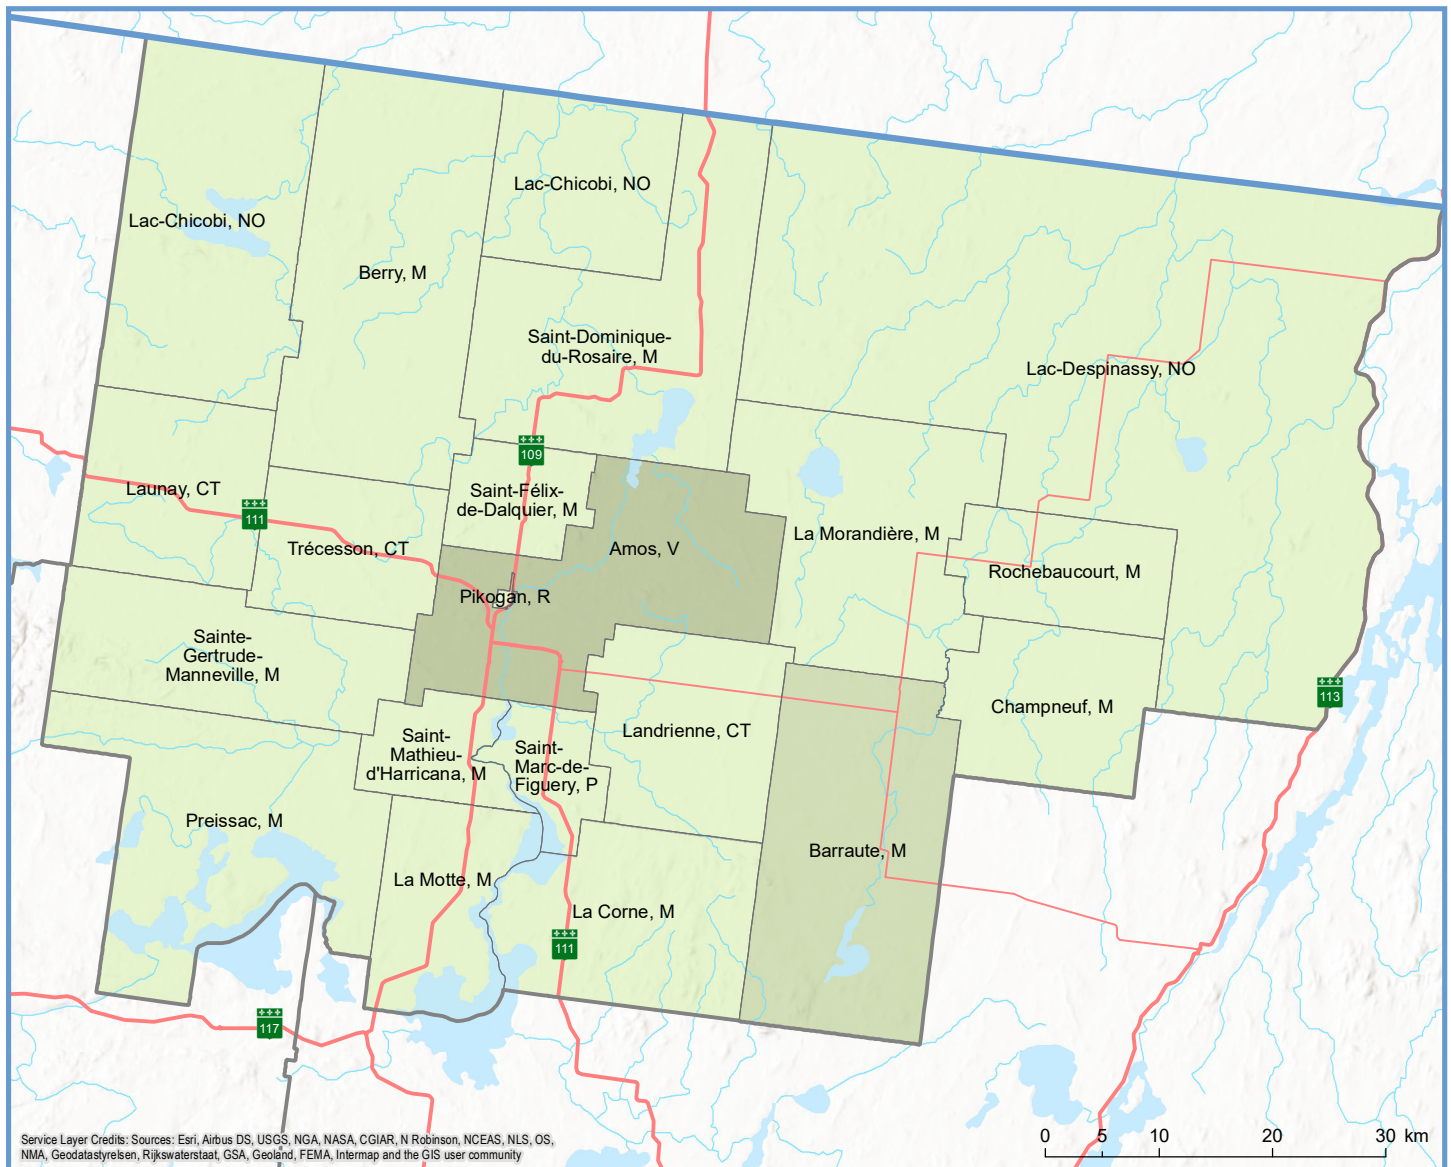 Lac-Chicobi, NO
Lac-Chicobi, NO
Berry, M
Saint-Dominique-
du-Rosaire, M
Lac-Despinassy, NO
109
Launay, CT
111
Saint-Félix-
de-Dalquier, M
Trécesson, CT
Amos, V
La Morandière, M
Rochebaucourt, M
Pikogan, R
Sainte-
Gertrude-
Manneville, M
113
Champneuf, M
Saint-
Mathieu-
d'Harricana, M
Saint-
Marc-de-
Figuery, P
Landrienne, CT
Preissac, M
Barraute, M
La Motte, M
La Corne, M
111
117
Service Layer Credits: Sources: Esri, Airbus DS, USGS, NGA, NASA, CGIAR, N Robinson, NCEAS, NLS, OS,
NMA, Geodatastyrelsen, Rijkswaterstaat, GSA, Geoland, FEMA, Intermap and the GIS user community
0 5 10 20 30 km